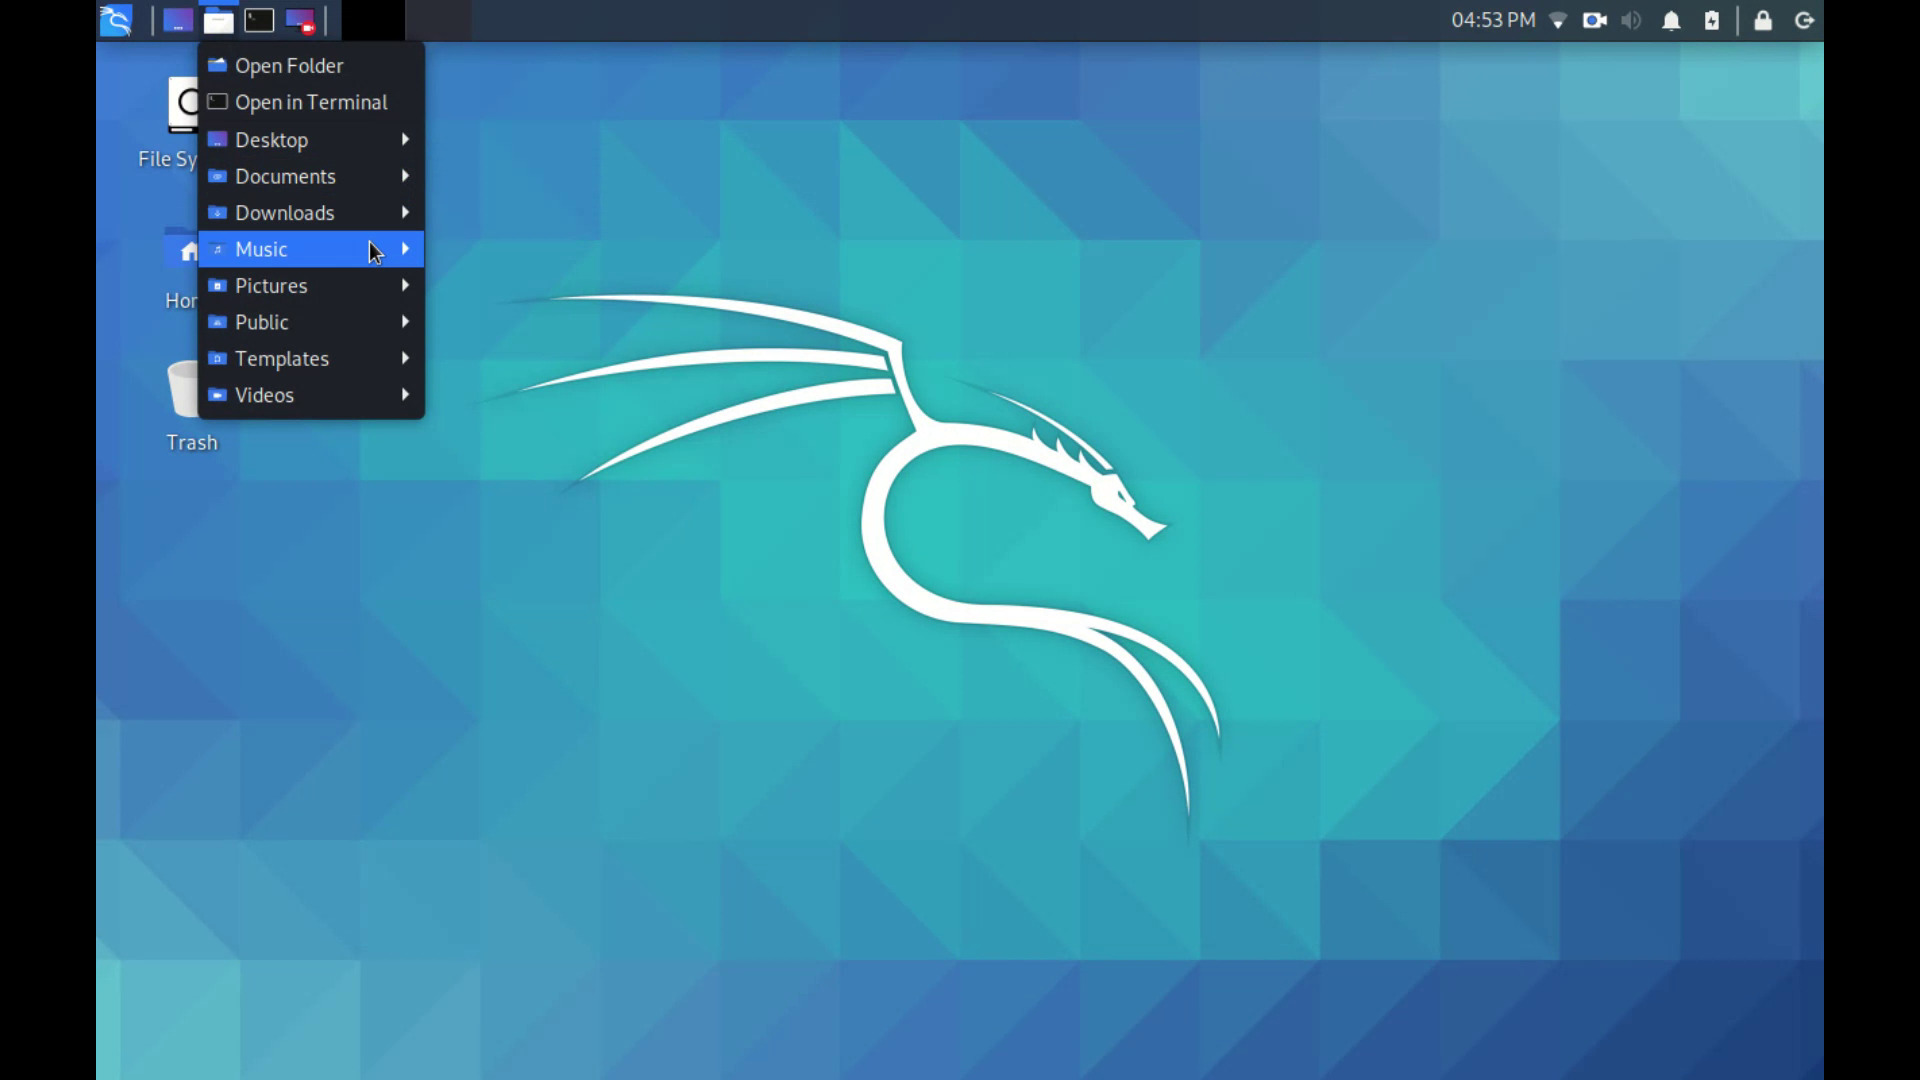 04:53 PM
Open Folder
Open in Terminal
Desktop
Documents
File Sy
Downloads
Music
Pictures
Hor
Public
Templates
Videos
Trash